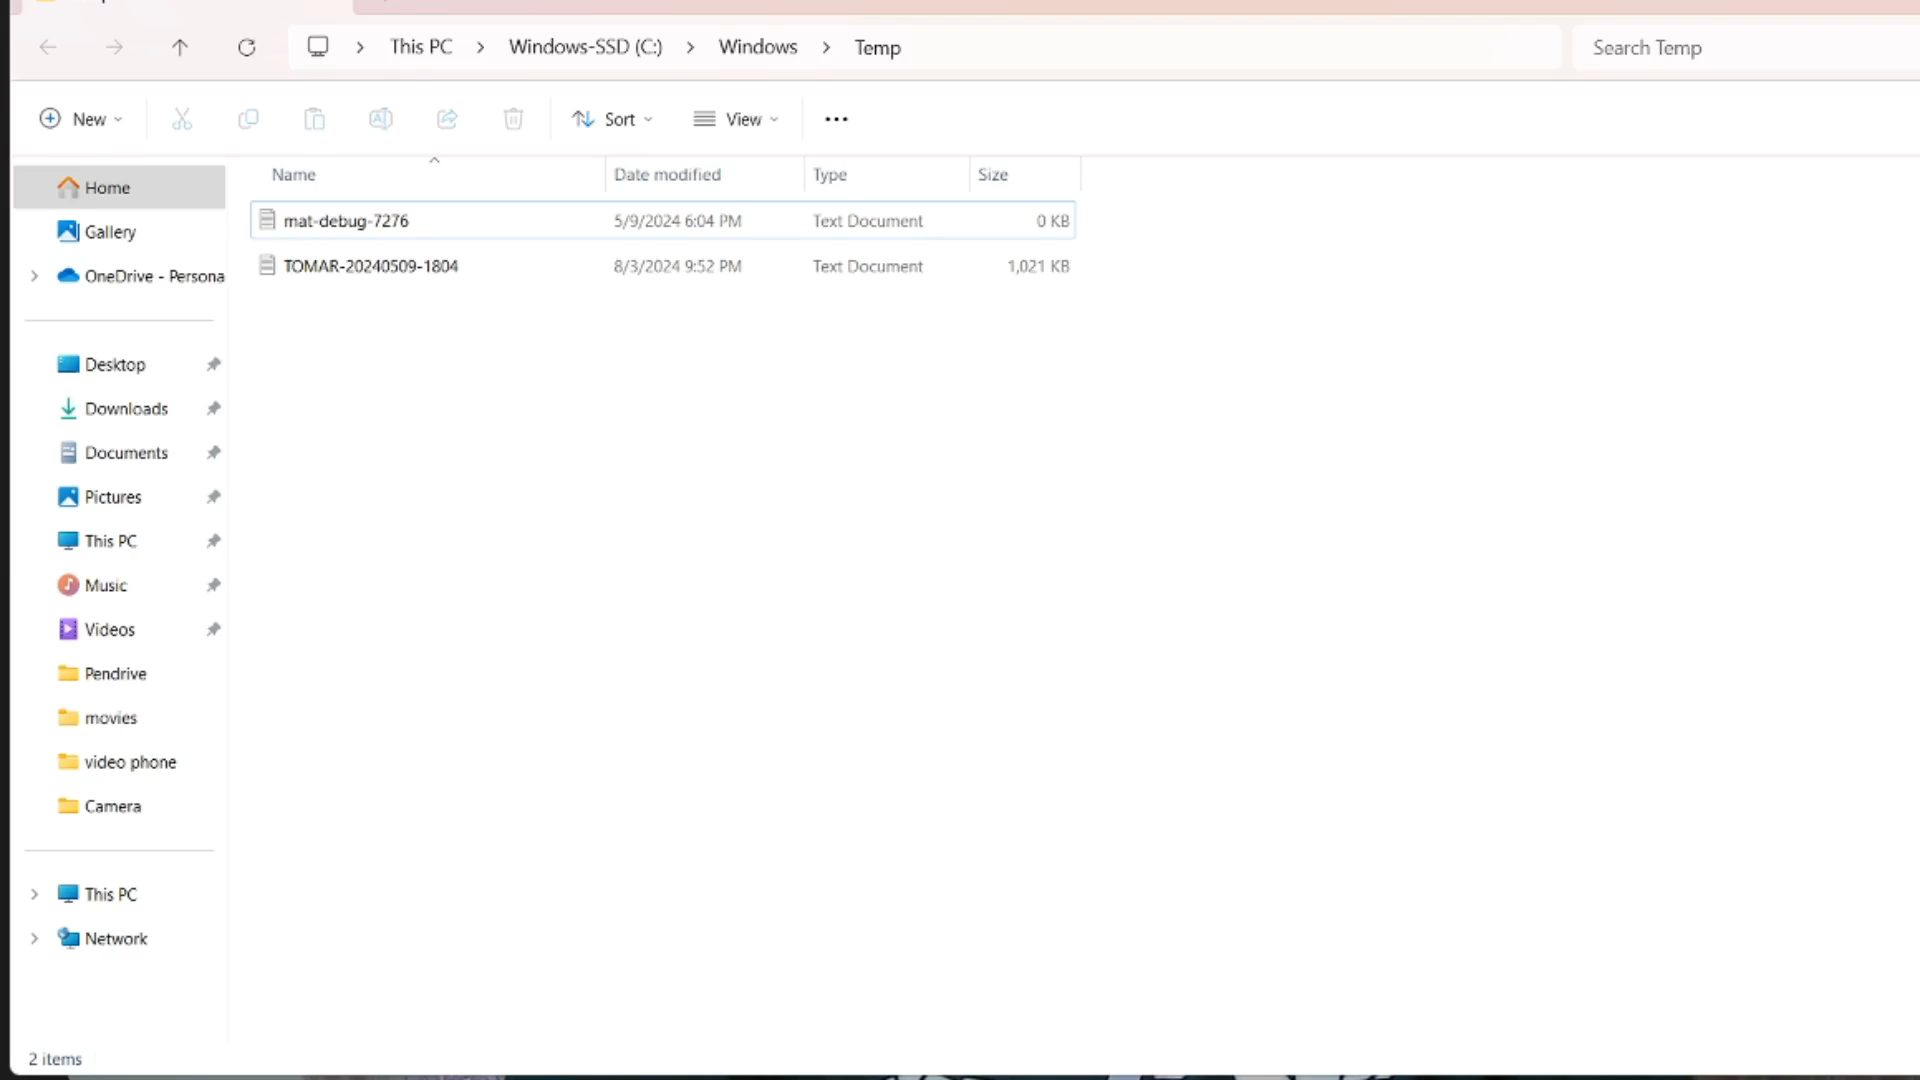 This PC > Windows-SSD (C:) > Windows > Temp
Search Temp
New
Sort
View
Name Date modified Type Size
mat-debug-7276 5/9/2024 6:04 PM Text Document 0 KB
TOMAR-20240509-1804 8/3/2024 9:52 PM Text Document 1,021 KB
Home
Gallery
OneDrive - Persona
Desktop
Downloads
Documents
Pictures
This PC
Music
Videos
Pendrive
movies
video phone
Camera
This PC
Network
2 items